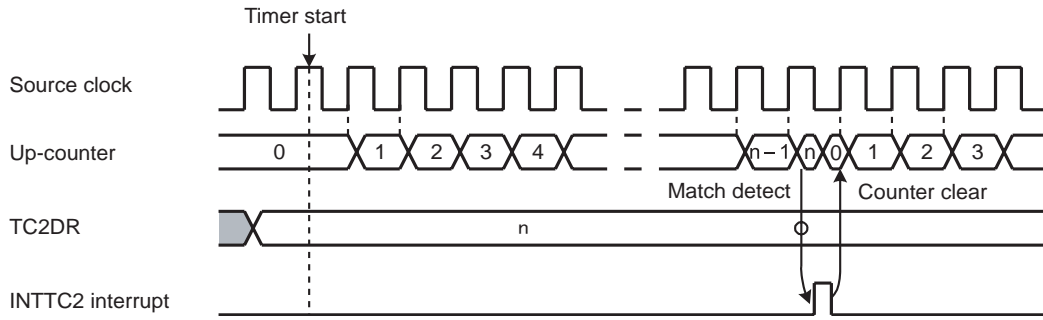 Timer start
Source clock
Up-counter 0 1 2 3 4 n – 1 n 0 1 2 3
Match detect Counter clear
TC2DR n
INTTC2 interrupt